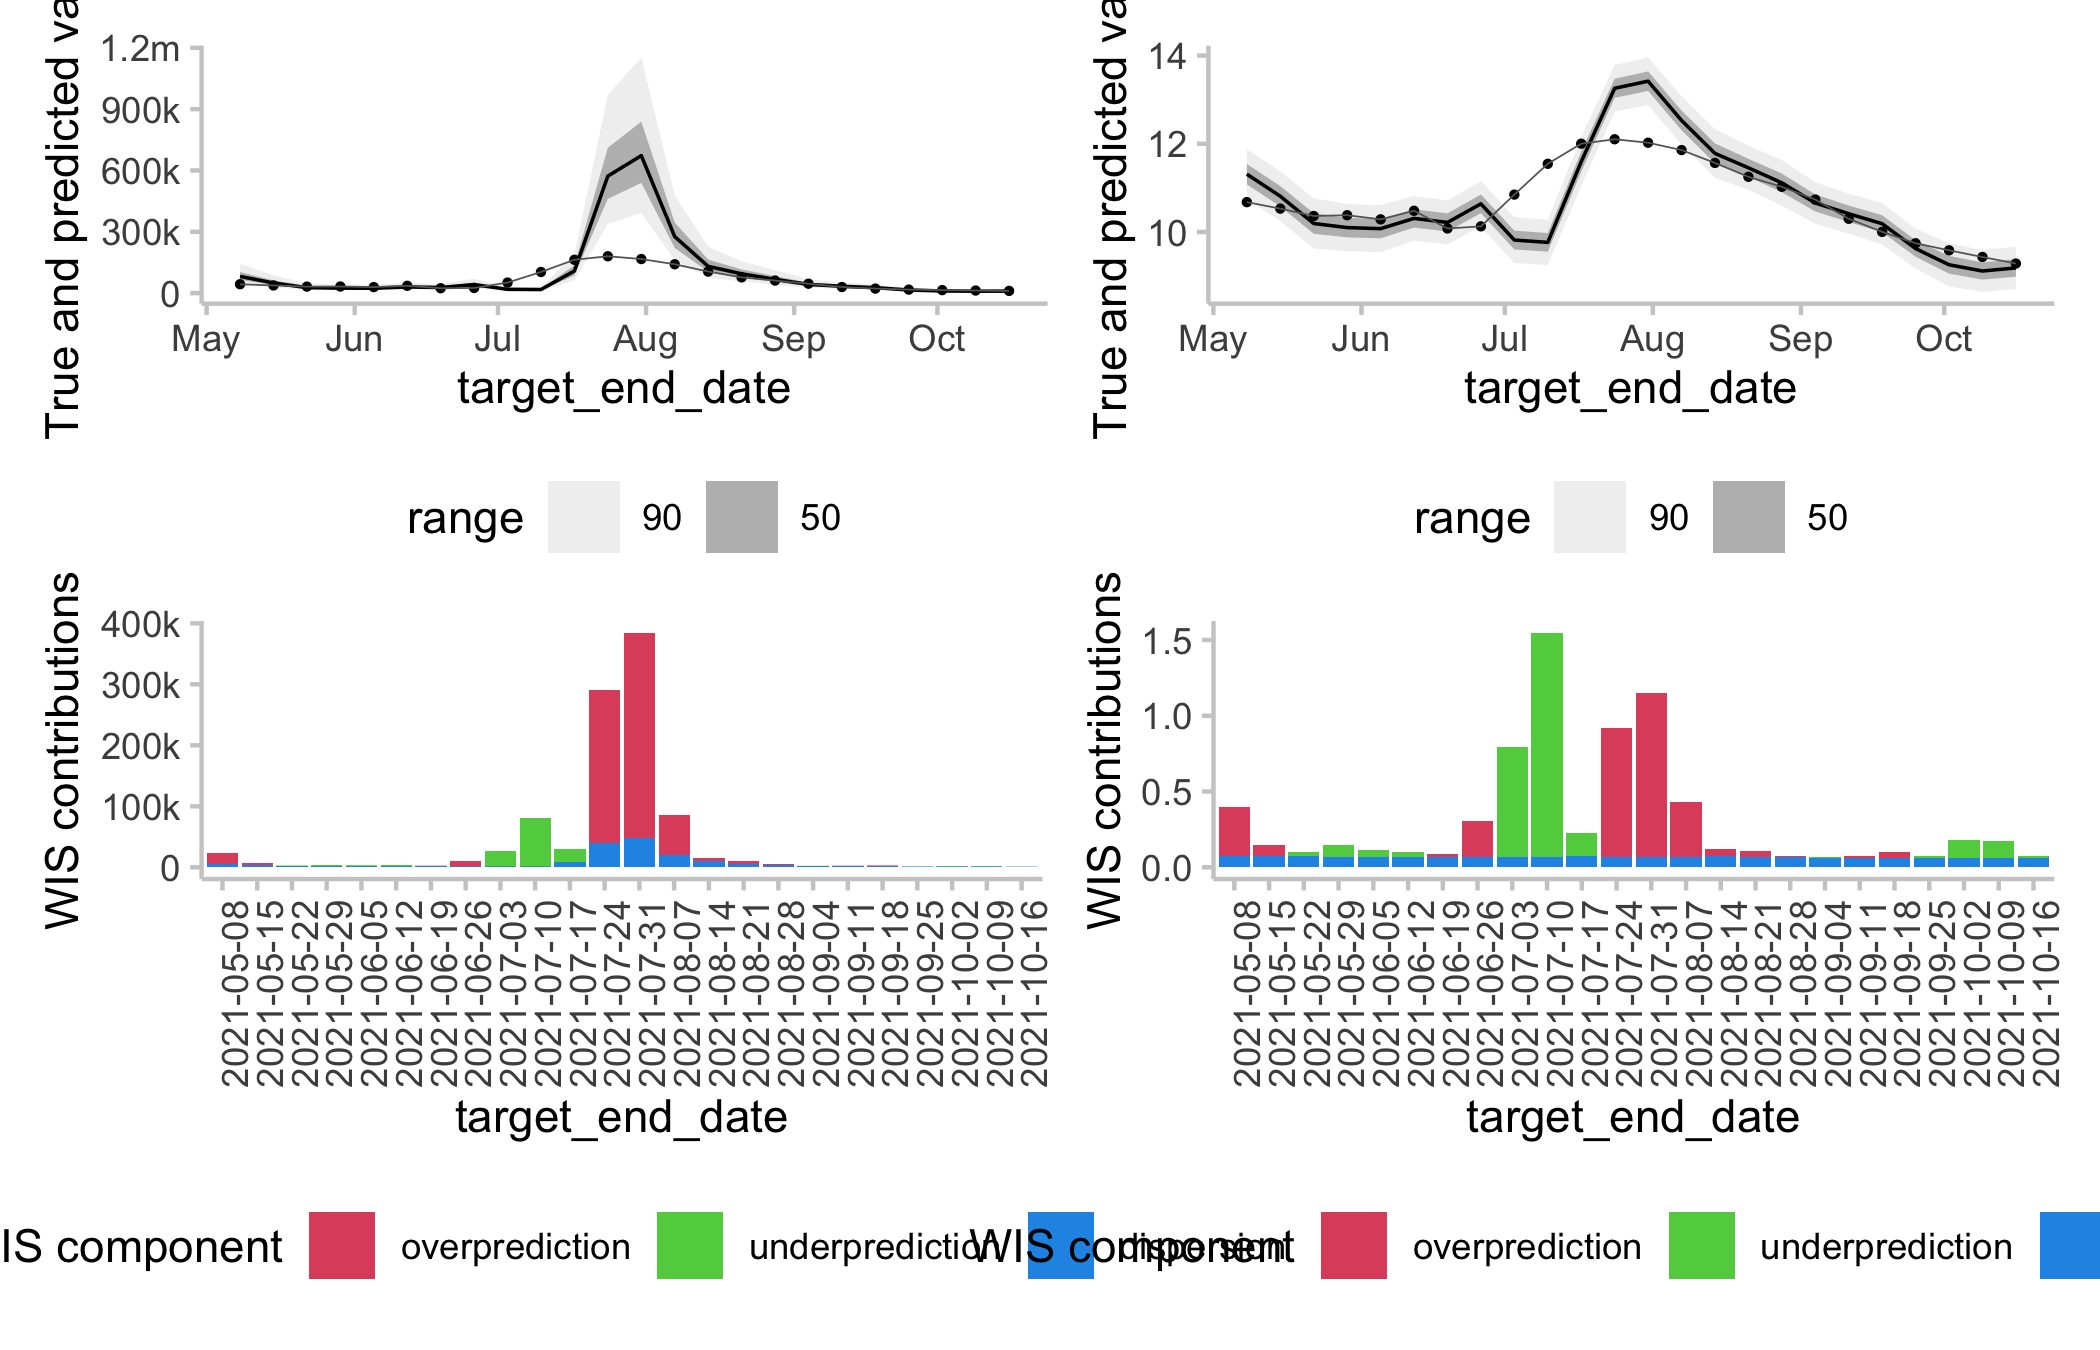 True and predicted va
1.2m
900k
600k
300k
0
May Jun Jul Aug Sep Oct
target_end_date
range 90 50
True and predicted va
14
12
10
May Jun Jul Aug Sep Oct
target_end_date
range 90 50
WIS contributions
400k
300k
200k
100k
0
2021-05-08
2021-05-15
2021-05-22
2021-05-29
2021-06-05
2021-06-12
2021-06-19
2021-06-26
2021-07-03
2021-07-10
2021-07-17
2021-07-24
2021-07-31
2021-08-07
2021-08-14
2021-08-21
2021-08-28
2021-09-04
2021-09-11
2021-09-18
2021-09-25
2021-10-02
2021-10-09
2021-10-16
target_end_date
WIS contributions
1.5
1.0
0.5
0.0
2021-05-08
2021-05-15
2021-05-22
2021-05-29
2021-06-05
2021-06-12
2021-06-19
2021-06-26
2021-07-03
2021-07-10
2021-07-17
2021-07-24
2021-07-31
2021-08-07
2021-08-14
2021-08-21
2021-08-28
2021-09-04
2021-09-11
2021-09-18
2021-09-25
2021-10-02
2021-10-09
2021-10-16
target_end_date
IS component overprediction underprediction dispersion
WIS component overprediction underprediction